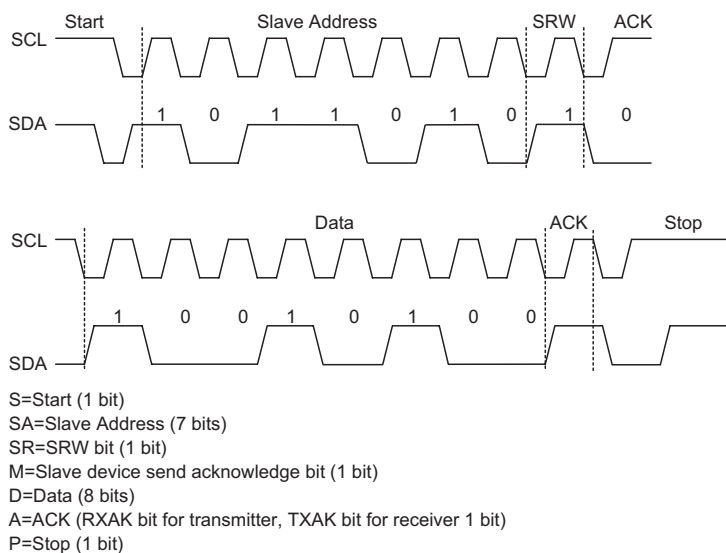 Start Slave Address SRW ACK
SCL
SDA 1 0 1 1 0 1 0 1 0
Data ACK Stop
SCL
1 0 0 1 0 1 0 0
SDA
S=Start (1 bit)
SA=Slave Address (7 bits)
SR=SRW bit (1 bit)
M=Slave device send acknowledge bit (1 bit)
D=Data (8 bits)
A=ACK (RXAK bit for transmitter, TXAK bit for receiver 1 bit)
P=Stop (1 bit)